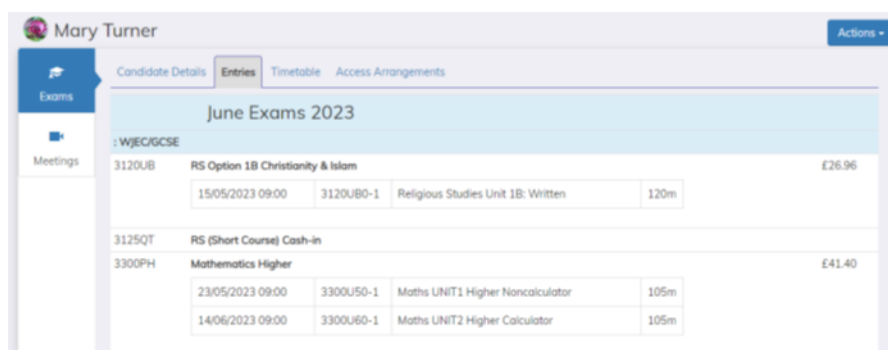 Mary Turner
Actions
Exams
Meetings
Candidate Details Entries Timetable Access Arrangements
June Exams 2023
: WJEC/GCSE
3120UB RS Option 1B Christianity & Islam £26.96
15/05/2023 09:00 3120UB0-1 Religious Studies Unit 1B: Written 120m
3125QT RS (Short Course) Cash-in
3300PH Mathematics Higher £41.40
23/05/2023 09:00 3300U50-1 Maths UNIT1 Higher Noncalculator 105m
14/06/2023 09:00 3300U60-1 Maths UNIT2 Higher Calculator 105m